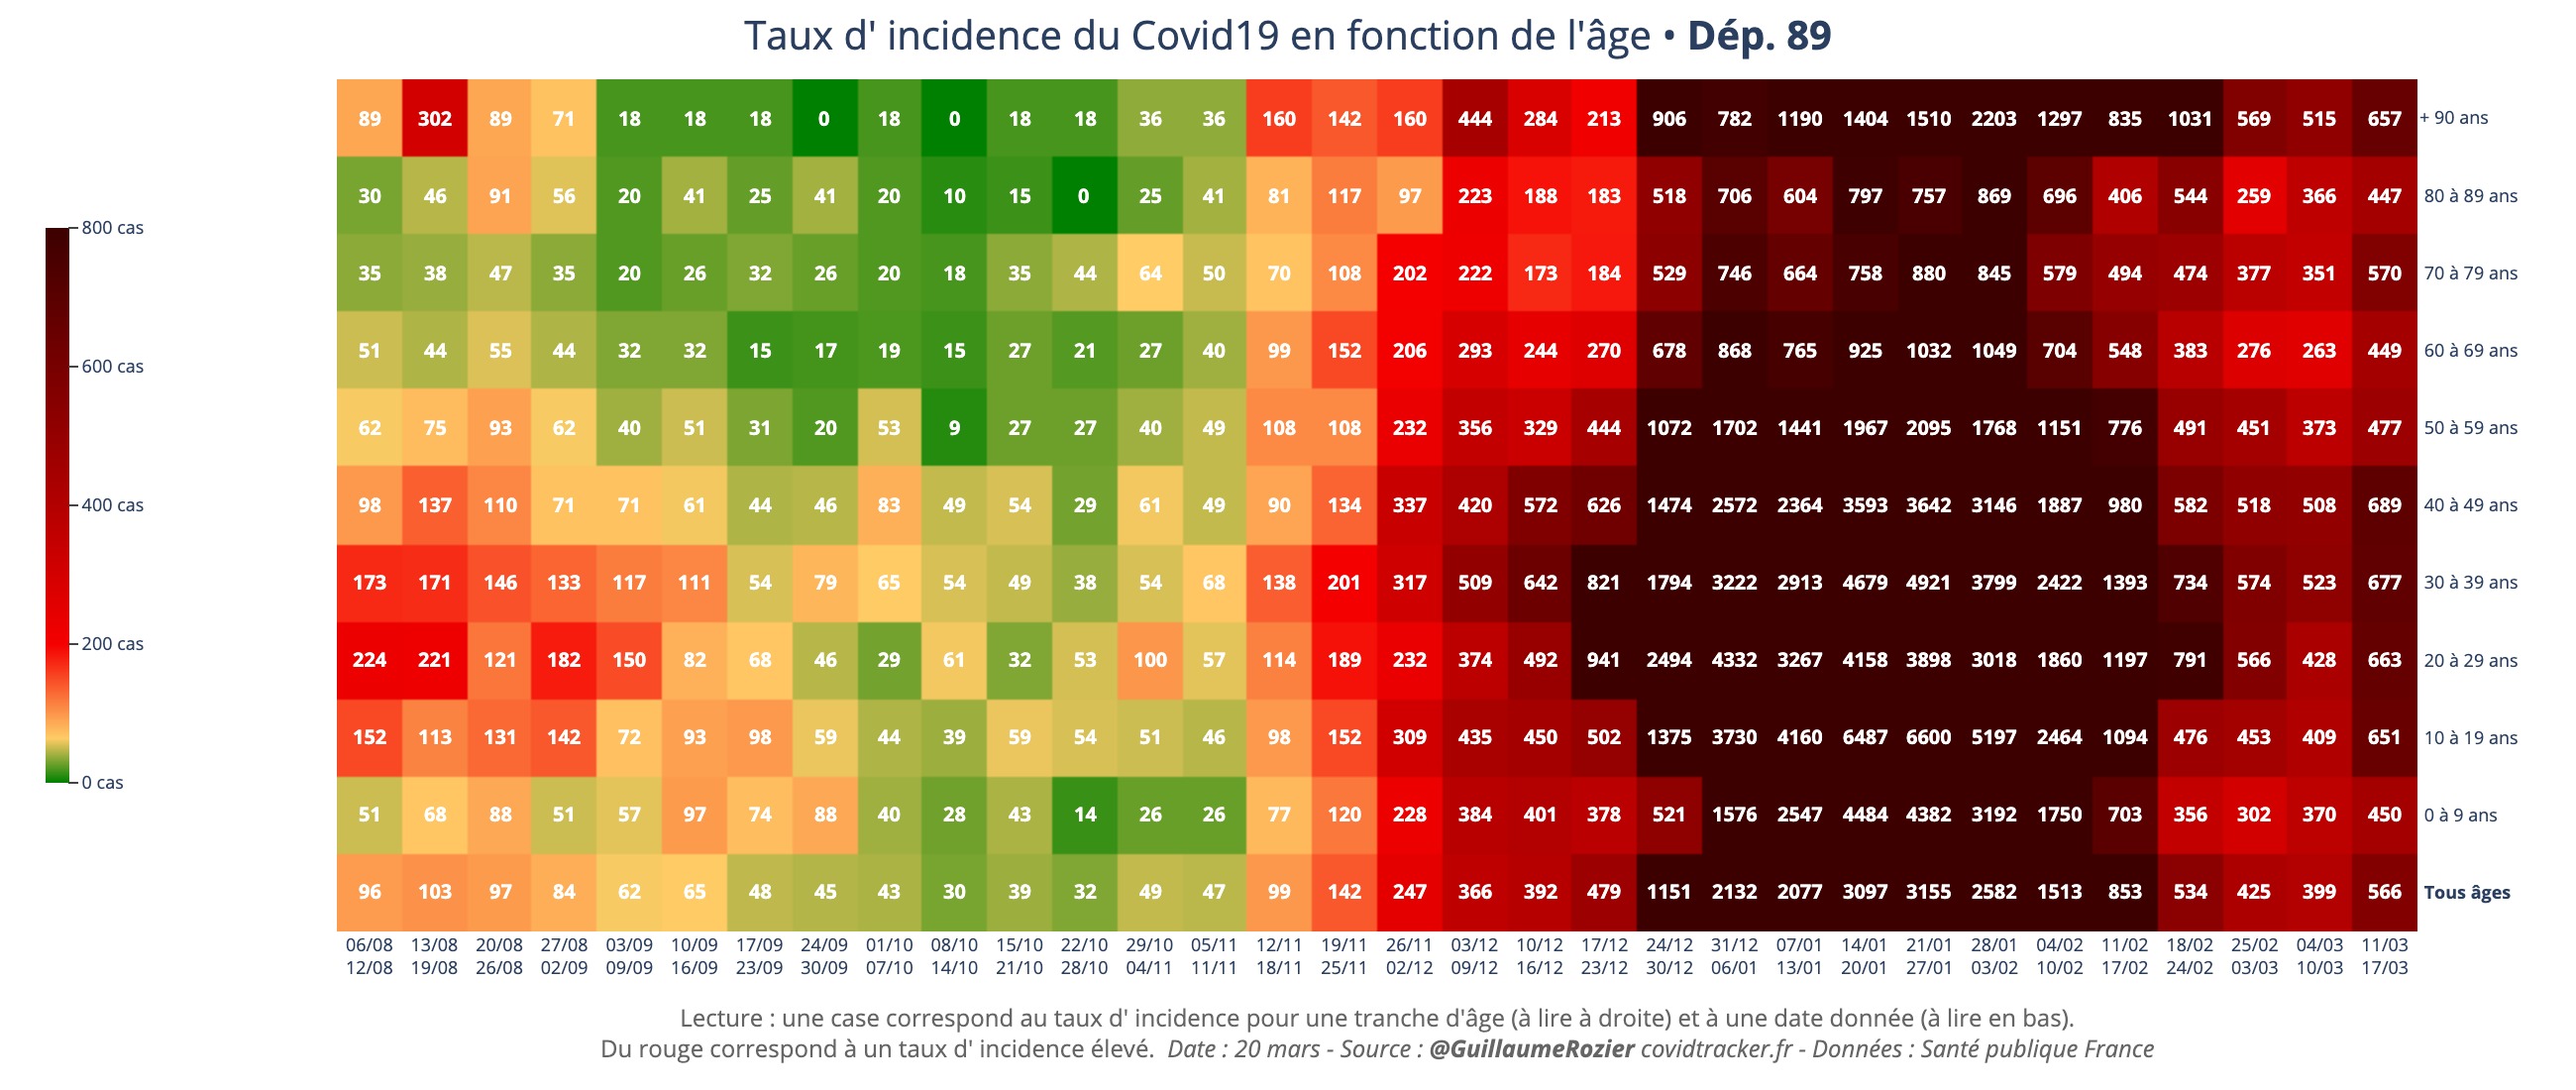 Taux d' incidence du Covid19 en fonction de l'âge • Dép. 89
800 cas
600 cas
400 cas
200 cas
0 cas
89 302 89 71 18 18 18 0 18 0 18 18 36 36 160 142 160 444 284 213 906 782 1190 1404 1510 2203 1297 835 1031 569 515 657 + 90 ans
30 46 91 56 20 41 25 41 20 10 15 0 25 41 81 117 97 223 188 183 518 706 604 797 757 869 696 406 544 259 366 447 80 à 89 ans
35 38 47 35 20 26 32 26 20 18 35 44 64 50 70 108 202 222 173 184 529 746 664 758 880 845 579 494 474 377 351 570 70 à 79 ans
51 44 55 44 32 32 15 17 19 15 27 21 27 40 99 152 206 293 244 270 678 868 765 925 1032 1049 704 548 383 276 263 449 60 à 69 ans
62 75 93 62 40 51 31 20 53 9 27 27 40 49 108 108 232 356 329 444 1072 1702 1441 1967 2095 1768 1151 776 491 451 373 477 50 à 59 ans
98 137 110 71 71 61 44 46 83 49 54 29 61 49 90 134 337 420 572 626 1474 2572 2364 3593 3642 3146 1887 980 582 518 508 689 40 à 49 ans
173 171 146 133 117 111 54 79 65 54 49 38 54 68 138 201 317 509 642 821 1794 3222 2913 4679 4921 3799 2422 1393 734 574 523 677 30 à 39 ans
224 221 121 182 150 82 68 46 29 61 32 53 100 57 114 189 232 374 492 941 2494 4332 3267 4158 3898 3018 1860 1197 791 566 428 663 20 à 29 ans
152 113 131 142 72 93 98 59 44 39 59 54 51 46 98 152 309 435 450 502 1375 3730 4160 6487 6600 5197 2464 1094 476 453 409 651 10 à 19 ans
51 68 88 51 57 97 74 88 40 28 43 14 26 26 77 120 228 384 401 378 521 1576 2547 4484 4382 3192 1750 703 356 302 370 450 0 à 9 ans
96 103 97 84 62 65 48 45 43 30 39 32 49 47 99 142 247 366 392 479 1151 2132 2077 3097 3155 2582 1513 853 534 425 399 566 Tous âges
06/08 13/08 20/08 27/08 03/09 10/09 17/09 24/09 01/10 08/10 15/10 22/10 29/10 05/11 12/11 19/11 26/11 03/12 10/12 17/12 24/12 31/12 07/01 14/01 21/01 28/01 04/02 11/02 18/02 25/02 04/03 11/03
12/08 19/08 26/08 02/09 09/09 16/09 23/09 30/09 07/10 14/10 21/10 28/10 04/11 11/11 18/11 25/11 02/12 09/12 16/12 23/12 30/12 06/01 13/01 20/01 27/01 03/02 10/02 17/02 24/02 03/03 10/03 17/03
Lecture : une case correspond au taux d' incidence pour une tranche d'âge (à lire à droite) et à une date donnée (à lire en bas).
Du rouge correspond à un taux d' incidence élevé. Date : 20 mars - Source : @GuillaumeRozier covidtracker.fr - Données : Santé publique France